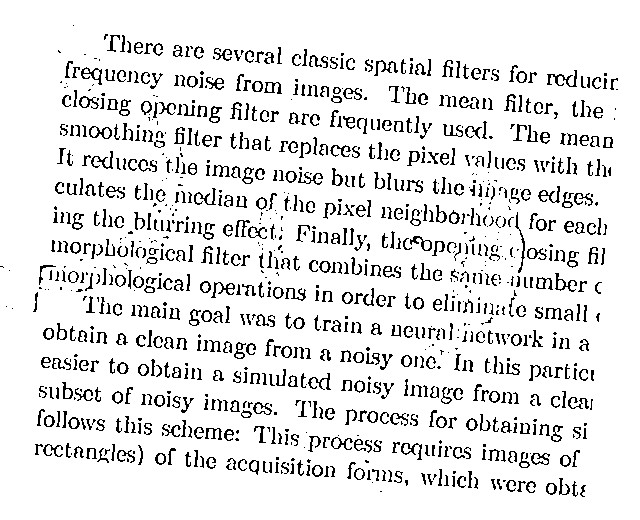 There are several classic spatial filters for reducin
frequency noise from images. The mean filter, the
closing opening filter are frequently used. The mean
smoothing filter that replaces the pixel values with the
It reduces the image noise but blurs the image edges.
culates the median of the pixel neighborhood for each
ing the blurring effect. Finally, the opening closing fil
morphological filter that combines the same number o
morphological operations in order to eliminate small
The main goal was to train a neural network in a
obtain a clean image from a noisy one. In this partic
easier to obtain a simulated noisy image from a clea
subset of noisy images. The process for obtaining si
follows this scheme: This process requires images of
rectangles) of the acquisition forms, which were obta